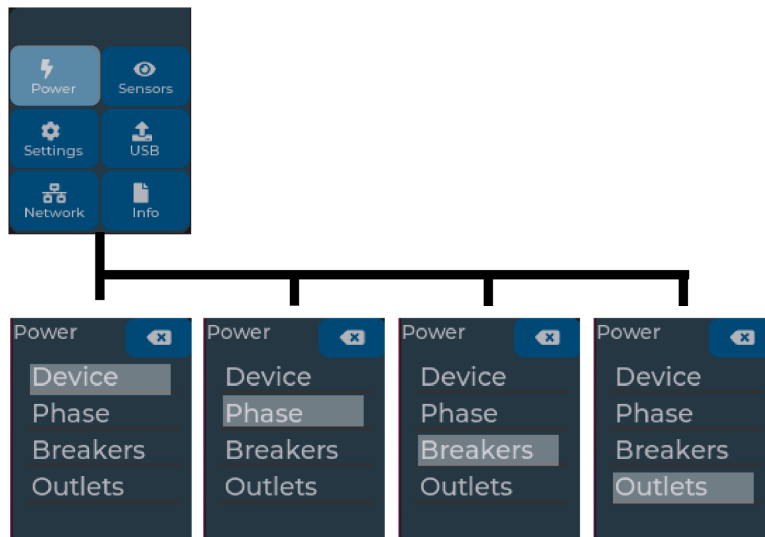 Power Sensors
Settings USB
Network Info
Power Power Power Power
Device Device Device Device
Phase Phase Phase Phase
Breakers Breakers Breakers Breakers
Outlets Outlets Outlets Outlets